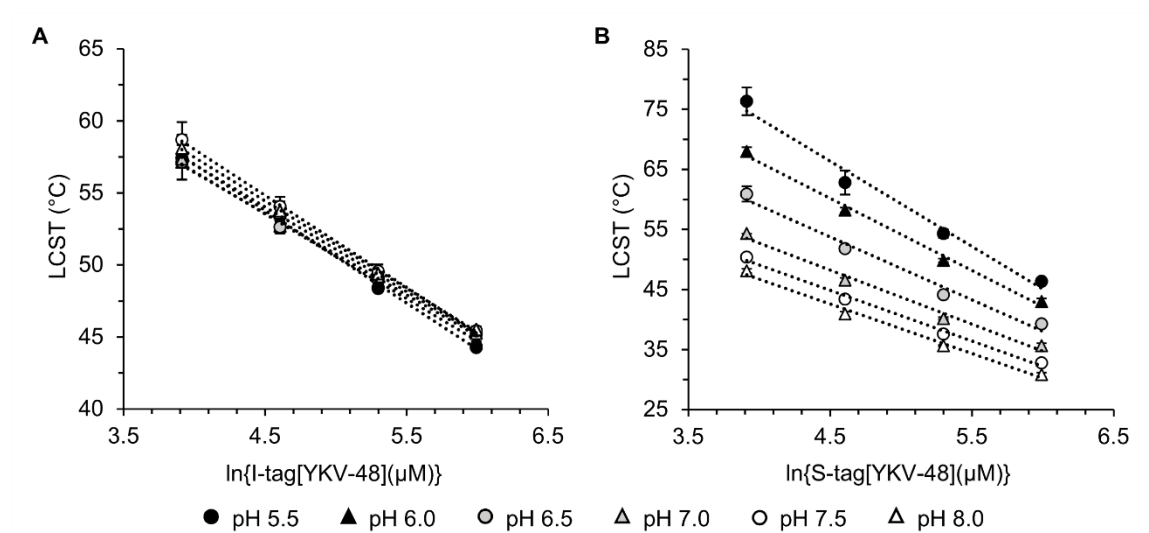 A
65
60
55
50
45
40
LCST (°C)
3.5 4.5 5.5 6.5
ln{I-tag[YKV-48](μM)}
B
85
75
65
55
45
35
25
LCST (°C)
3.5 4.5 5.5 6.5
ln{S-tag[YKV-48](μM)}
pH 5.5 pH 6.0 pH 6.5 pH 7.0 pH 7.5 pH 8.0